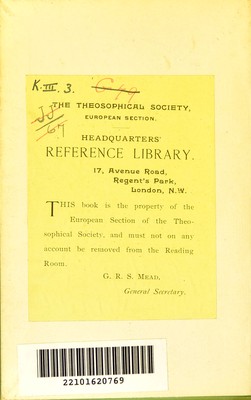 K.III. 3.
THE THEOSOPHICAL SOCIETY,
EUROPEAN SECTION.
67
HEADQUARTERS'
REFERENCE LIBRARY.
17, Avenue Road,
Regent's Park,
London, N.W.
THIS book is the property of the
European Section of the Theo-
sophical Society, and must not on any
account be removed from the Reading
Room.
G. R. S. MEAD,
General Secretary.
22101620769